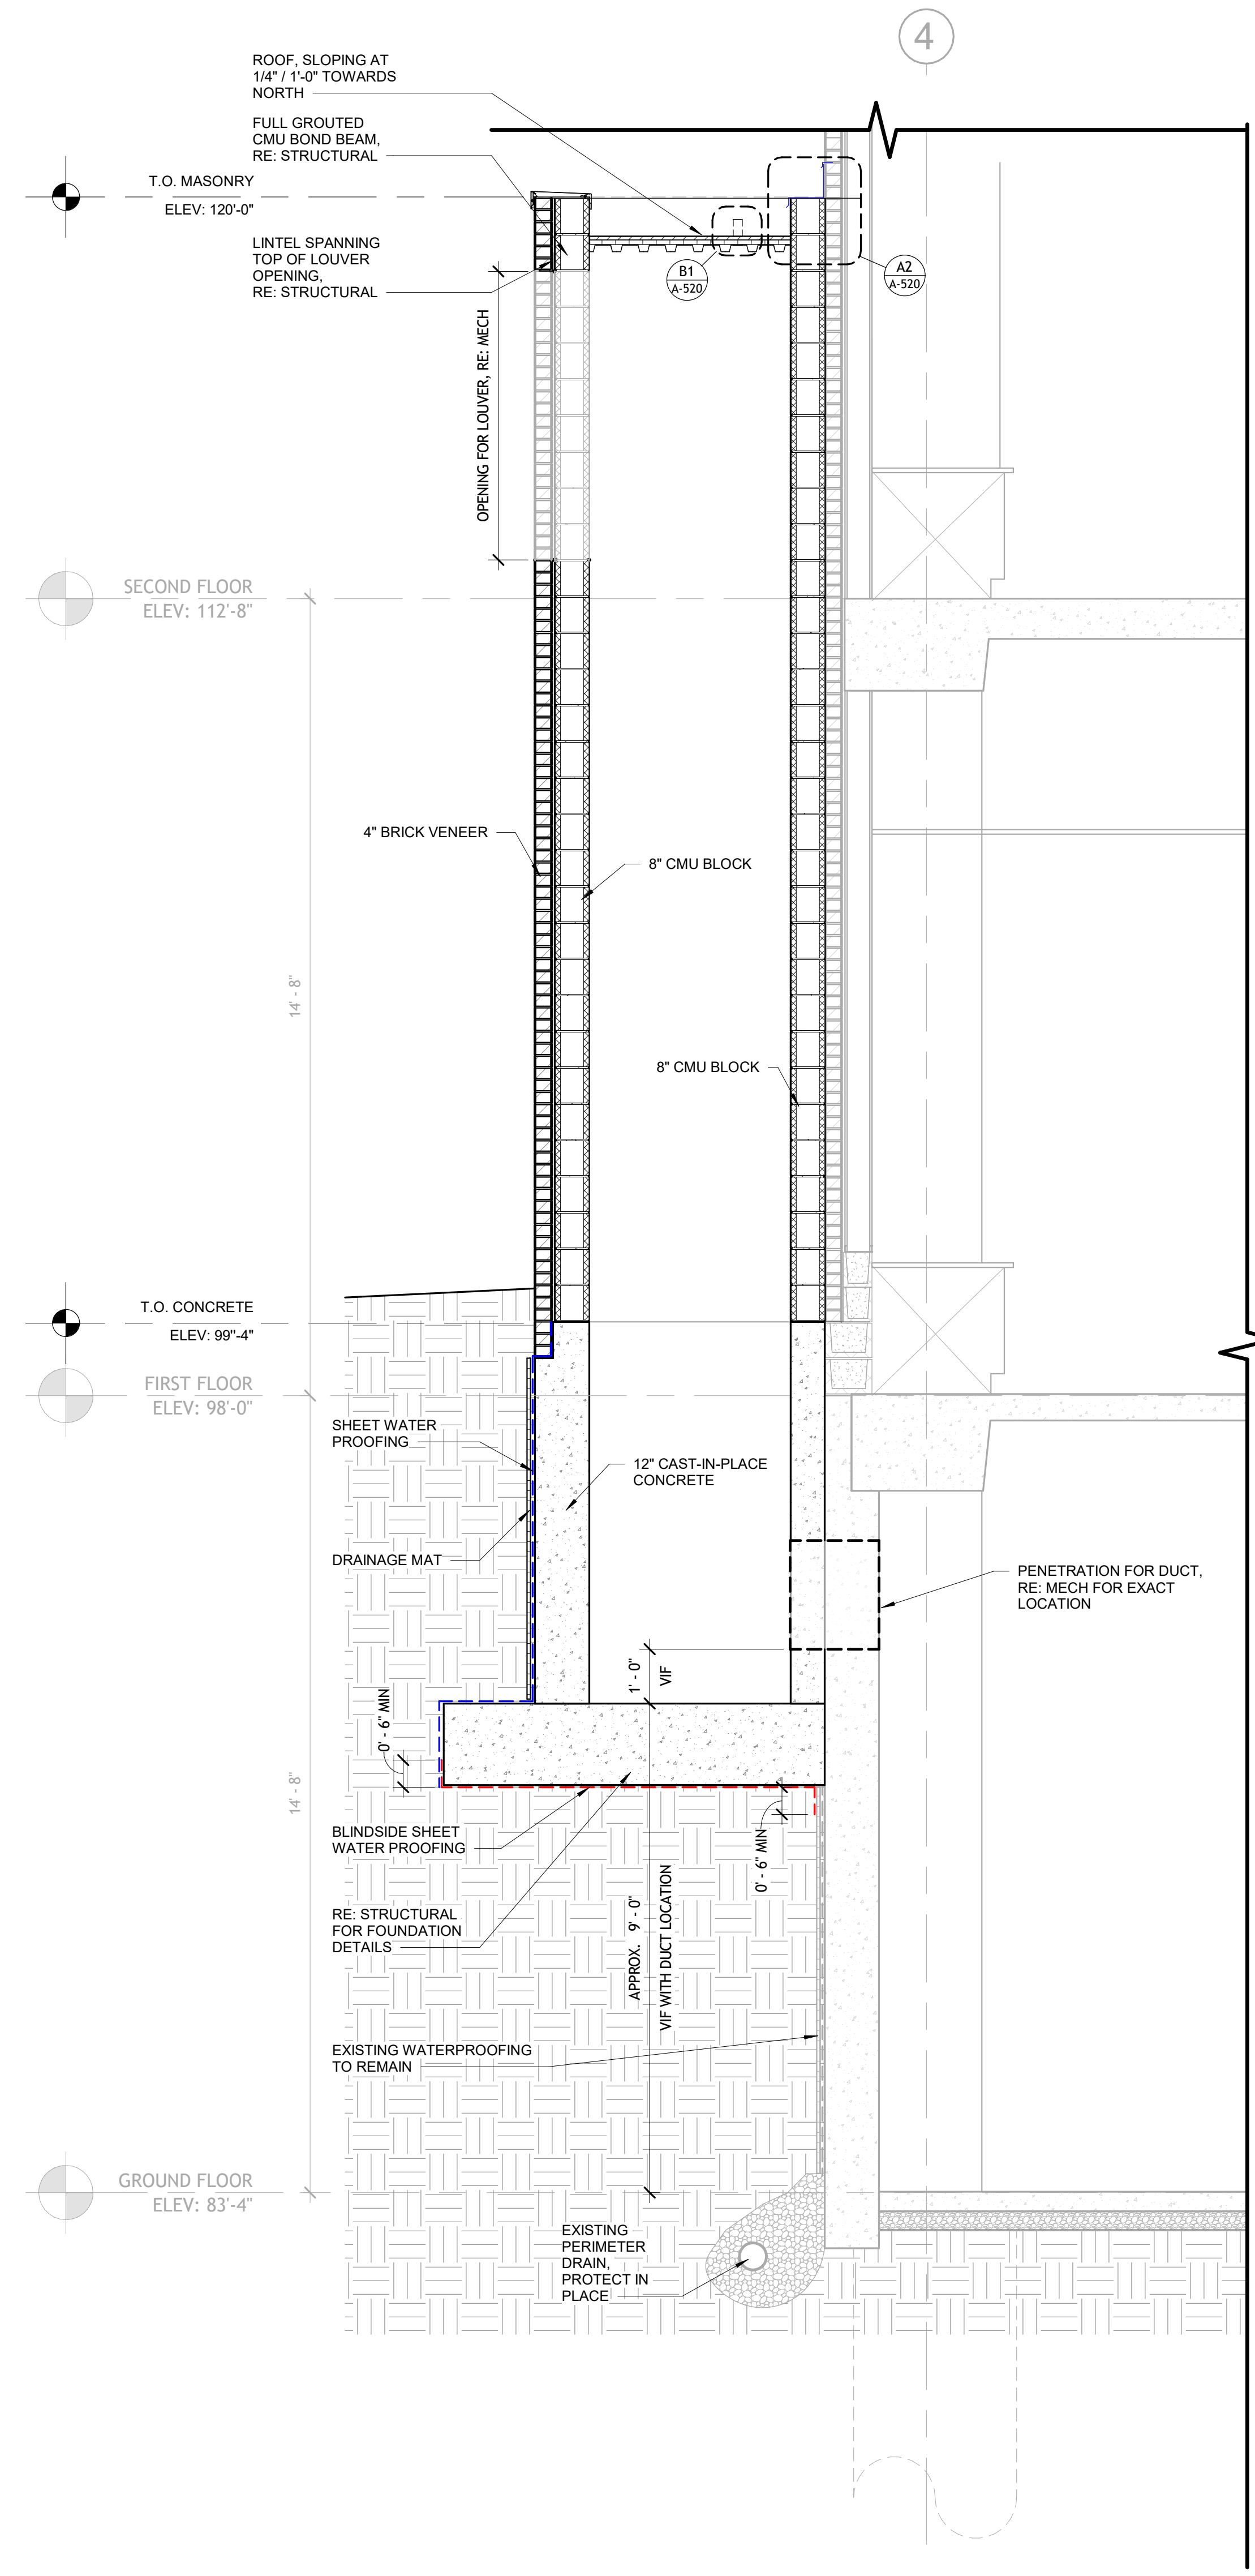 4
ROOF, SLOPING AT
1/4" / 1'-0" TOWARDS
NORTH
FULL GROUTED
CMU BOND BEAM,
RE: STRUCTURAL
T.O. MASONRY
ELEV: 120'-0"
LINTEL SPANNING
TOP OF LOUVER
OPENING,
RE: STRUCTURAL
B1
A-520
A2
A-520
OPENING FOR LOUVER, RE: MECH
SECOND FLOOR
ELEV: 112'-8"
4" BRICK VENEER
8" CMU BLOCK
14' - 8"
8" CMU BLOCK
T.O. CONCRETE
ELEV: 99''-4"
FIRST FLOOR
ELEV: 98'-0"
SHEET WATER
PROOFING
12" CAST-IN-PLACE
CONCRETE
DRAINAGE MAT
PENETRATION FOR DUCT,
RE: MECH FOR EXACT
LOCATION
1' - 0"
VIF
0' - 6" MIN
14' - 8"
BLINDSIDE SHEET
WATER PROOFING
0' - 6" MIN
RE: STRUCTURAL
FOR FOUNDATION
DETAILS
APPROX. 9' - 0"
VIF WITH DUCT LOCATION
EXISTING WATERPROOFING
TO REMAIN
GROUND FLOOR
ELEV: 83'-4"
EXISTING
PERIMETER
DRAIN,
PROTECT IN
PLACE